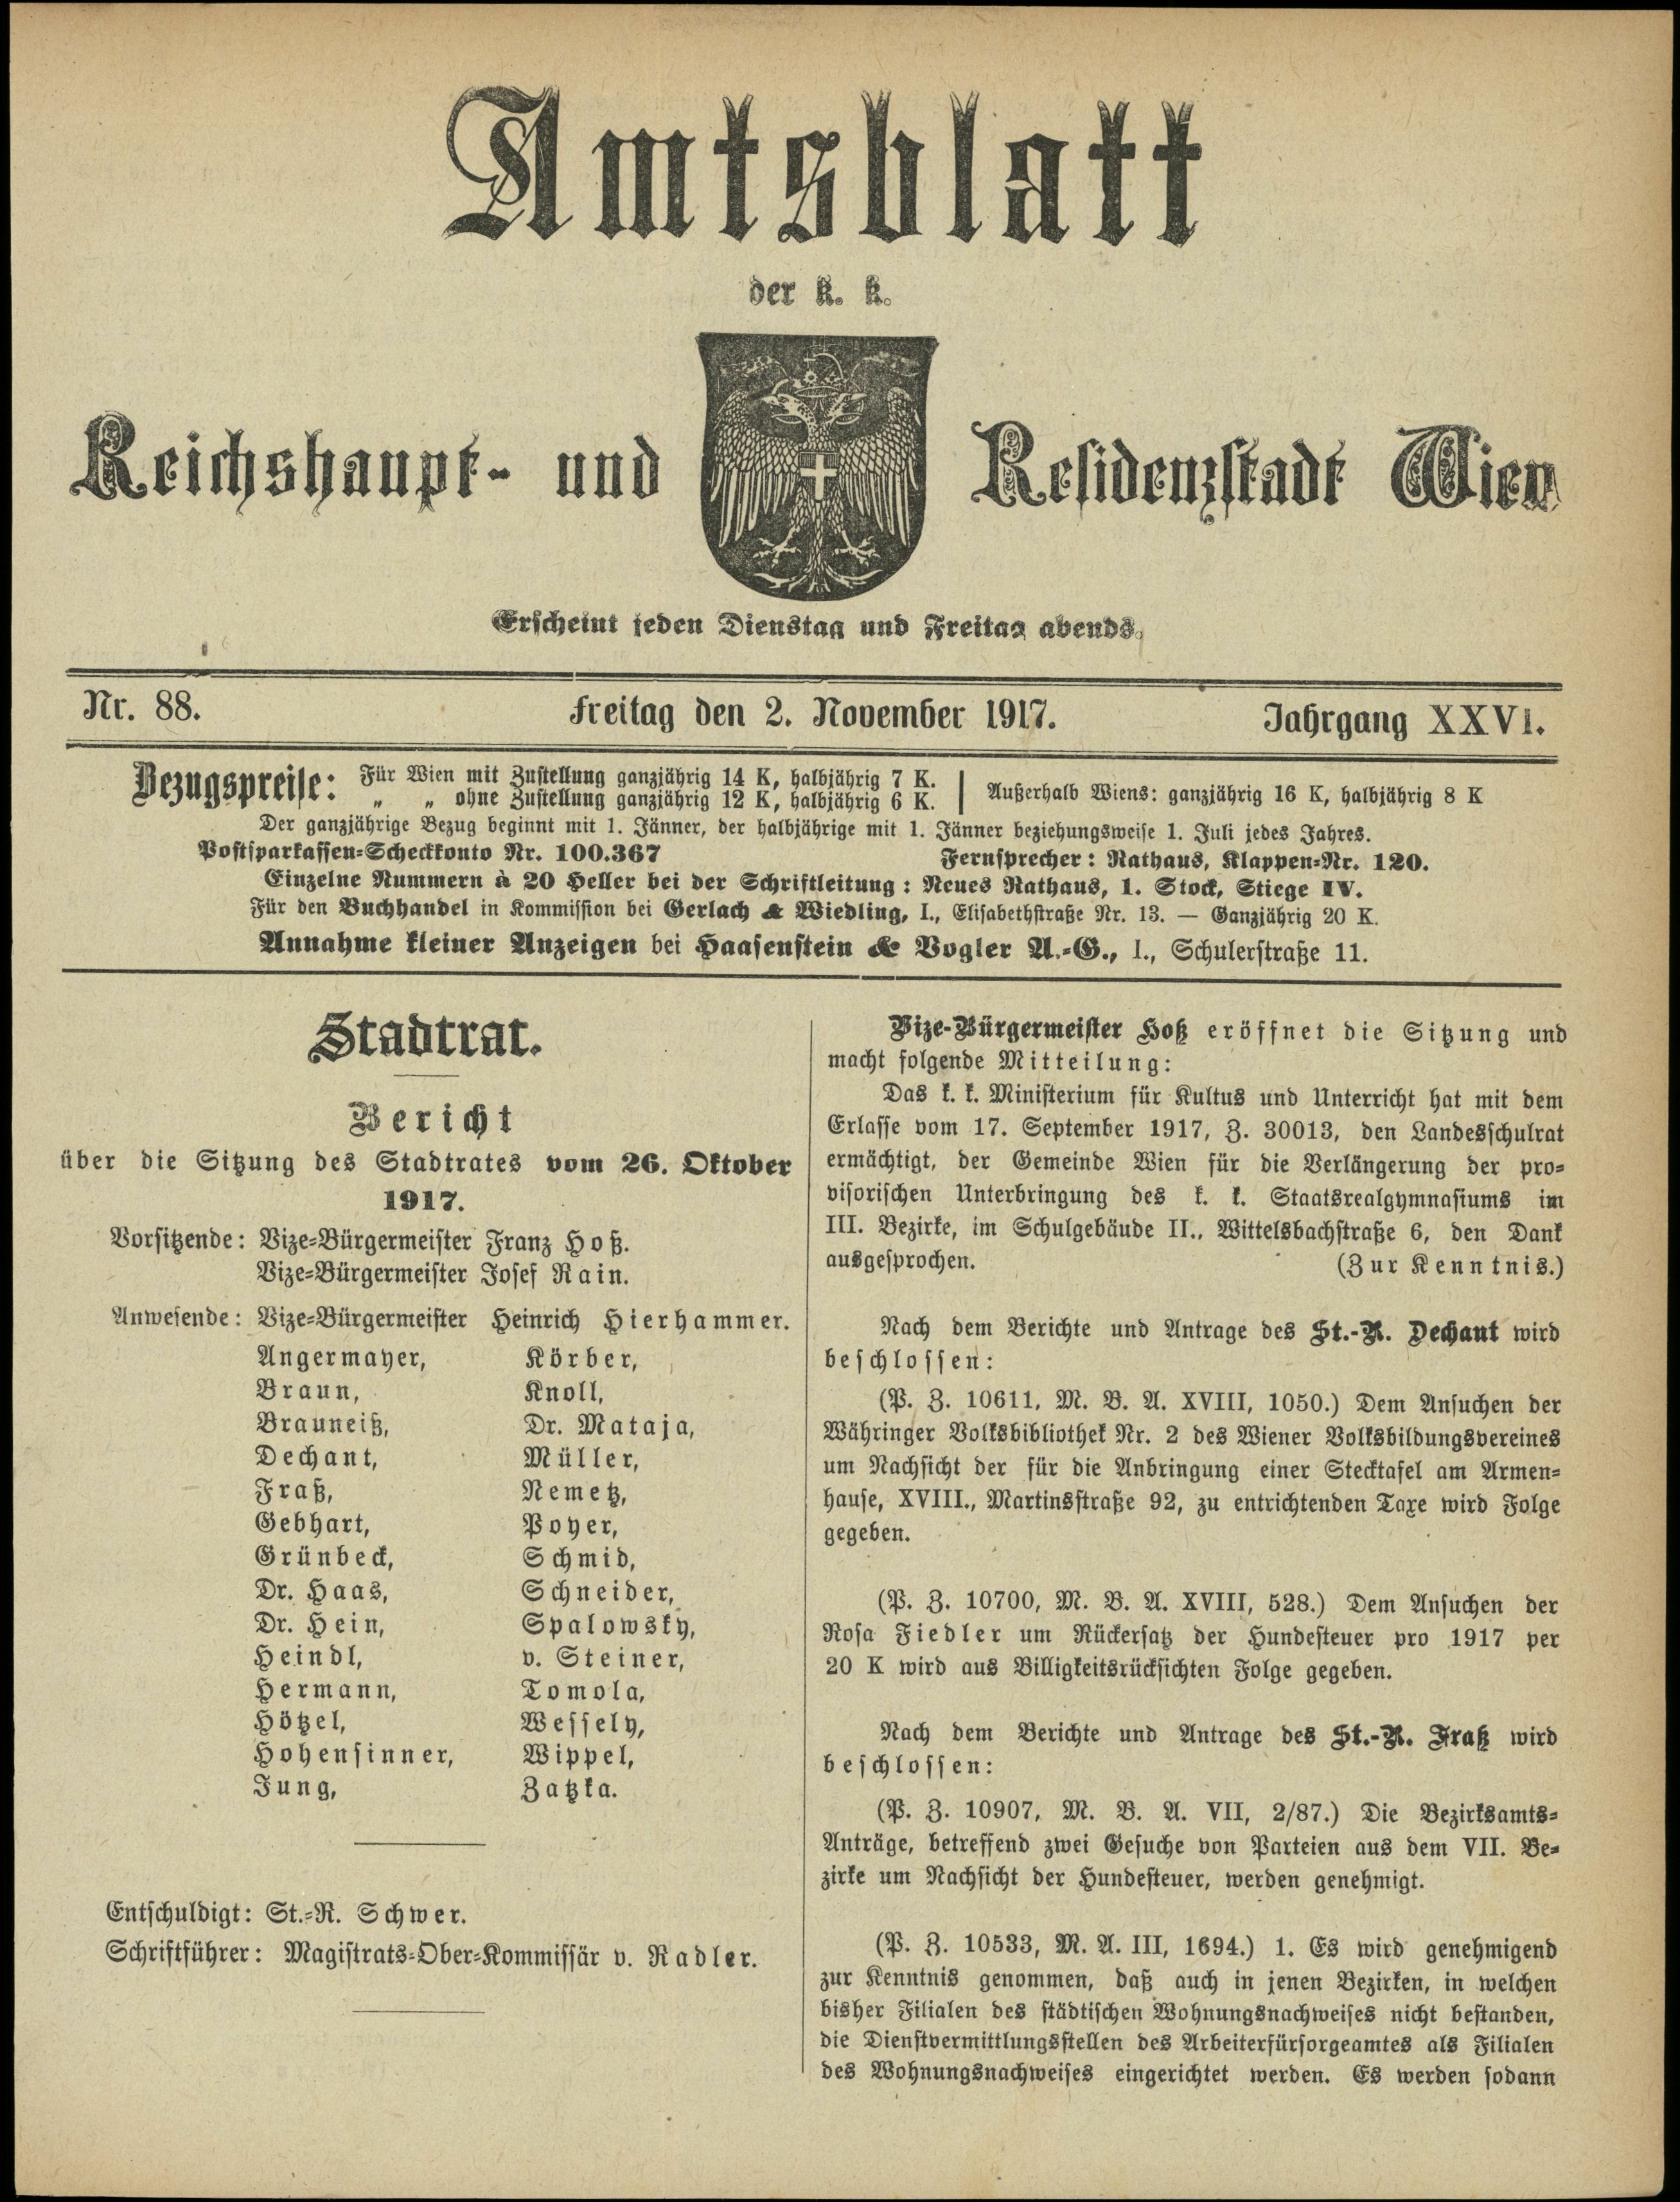 Amtsblatt
der k. k.
Reichshaupt- und Residenzstadt Wien
Erscheint jeden Dienstag und Freitag abends.
Nr. 88. Freitag den 2. November 1917. Jahrgang XXVI.
Bezugspreise: Für Wien mit Zustellung ganzjährig 14 K, halbjährig 7 K.
„ „ ohne Zustellung ganzjährig 12 K, halbjährig 6 K.
Außerhalb Wiens: ganzjährig 16 K, halbjährig 8 K
Der ganzjährige Bezug beginnt mit 1. Jänner, der halbjährige mit 1. Jänner beziehungsweise 1. Juli jedes Jahres.
Postsparkassen-Scheckkonto Nr. 100.367 Fernsprecher: Rathaus, Klappen-Nr. 120.
Einzelne Nummern à 20 Heller bei der Schriftleitung: Neues Rathaus, 1. Stock, Stiege IV.
Für den Buchhandel in Kommission bei Gerlach & Wiedling, I., Elisabethstraße Nr. 13. — Ganzjährig 20 K.
Annahme kleiner Anzeigen bei Haasenstein & Vogler A.-G., I., Schulerstraße 11.
Stadtrat.
Bericht
über die Sitzung des Stadtrates vom 26. Oktober
1917.
Vorsitzende: Vize-Bürgermeister Franz Hoß.
Vize-Bürgermeister Josef Rain.
Anwesende: Vize-Bürgermeister Heinrich Hierhammer.
Angermayer, Körber,
Braun, Knoll,
Brauneiß, Dr. Mataja,
Dechant, Müller,
Fraß, Nemetz,
Gebhart, Poyer,
Grünbeck, Schmid,
Dr. Haas, Schneider,
Dr. Hein, Spalowsky,
Heindl, v. Steiner,
Hermann, Tomola,
Hötzel, Wessely,
Hohensinner, Wippel,
Jung, Zatzka.
Entschuldigt: St.-R. Schwer.
Schriftführer: Magistrats-Ober-Kommissär v. Radler.
Vize-Bürgermeister Hoß eröffnet die Sitzung und
macht folgende Mitteilung:
Das k. k. Ministerium für Kultus und Unterricht hat mit dem
Erlasse vom 17. September 1917, Z. 30013, den Landesschulrat
ermächtigt, der Gemeinde Wien für die Verlängerung der pro-
visorischen Unterbringung des k. k. Staatsrealgymnasiums im
III. Bezirke, im Schulgebäude II., Wittelsbachstraße 6, den Dank
ausgesprochen. (Zur Kenntnis.)
Nach dem Berichte und Antrage des St.-R. Dechant wird
beschlossen:
(P. Z. 10611, M. B. A. XVIII, 1050.) Dem Ansuchen der
Währinger Volksbibliothek Nr. 2 des Wiener Volksbildungsvereines
um Nachsicht der für die Anbringung einer Stecktafel am Armen-
hause, XVIII., Martinsstraße 92, zu entrichtenden Taxe wird Folge
gegeben.
(P. Z. 10700, M. B. A. XVIII, 528.) Dem Ansuchen der
Rosa Fiedler um Rückersatz der Hundesteuer pro 1917 per
20 K wird aus Billigkeitsrücksichten Folge gegeben.
Nach dem Berichte und Antrage des St.-R. Fraß wird
beschlossen:
(P. Z. 10907, M. B. A. VII, 2/87.) Die Bezirksamts-
Anträge, betreffend zwei Gesuche von Parteien aus dem VII. Be-
zirke um Nachsicht der Hundesteuer, werden genehmigt.
(P. Z. 10533, M. A. III, 1694.) 1. Es wird genehmigend
zur Kenntnis genommen, daß auch in jenen Bezirken, in welchen
bisher Filialen des städtischen Wohnungsnachweises nicht bestanden,
die Dienstvermittlungsstellen des Arbeiterfürsorgeamtes als Filialen
des Wohnungsnachweises eingerichtet werden. Es werden sodann